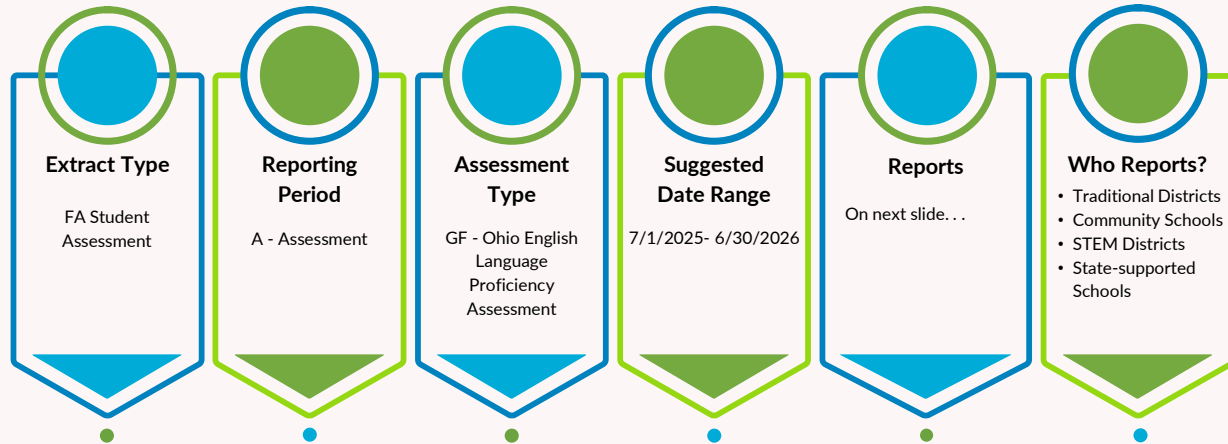 Extract Type
FA Student
Assessment
Reporting
Period
A - Assessment
Assessment
Type
GF - Ohio English
Language
Proficiency
Assessment
Suggested
Date Range
7/1/2025- 6/30/2026
Reports
On next slide. . .
Who Reports?
• Traditional Districts
• Community Schools
• STEM Districts
• State-supported
Schools